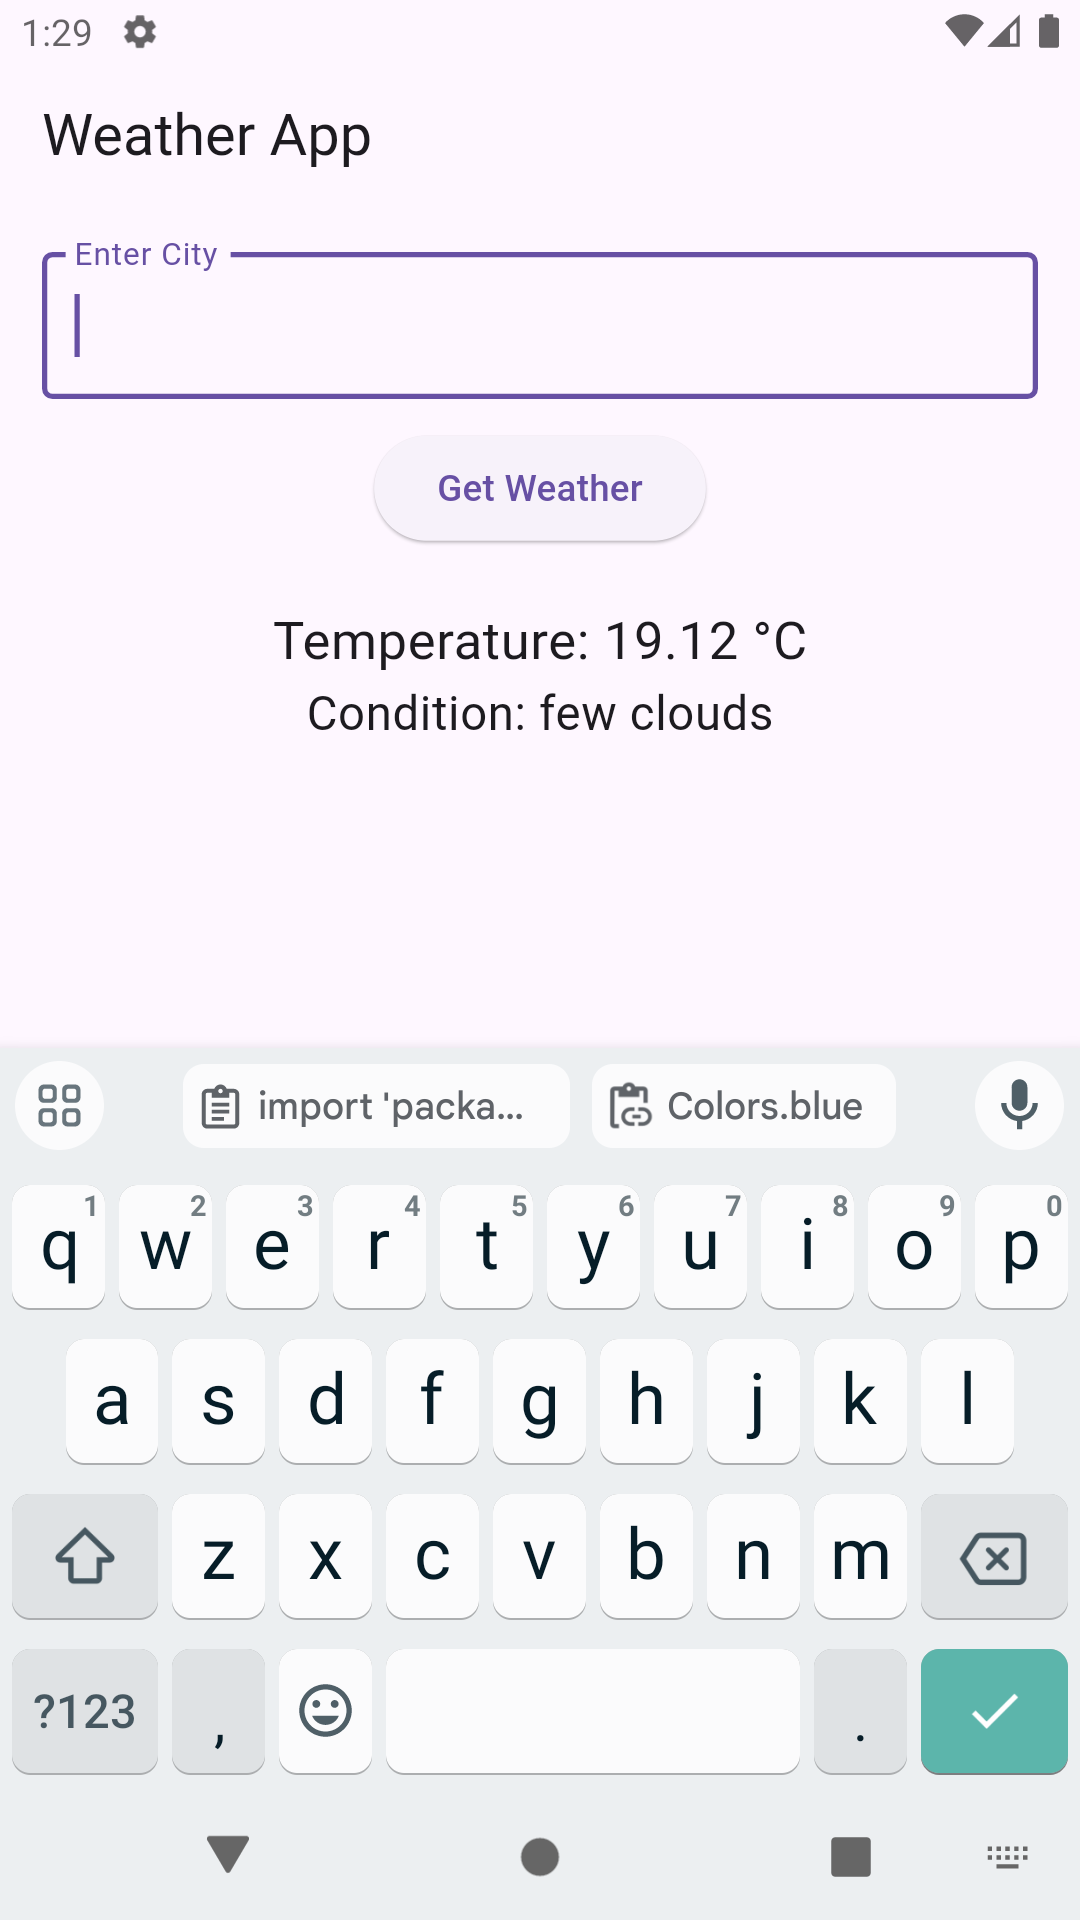 1:29
Weather App
Enter City
Get Weather
Temperature: 19.12 °C
Condition: few clouds
import 'packa... Colors.blue
q 1 w 2 e 3 r 4 t 5 y 6 u 7 i 8 o 9 p 0
a s d f g h j k l
z x c v b n m
?123 , .